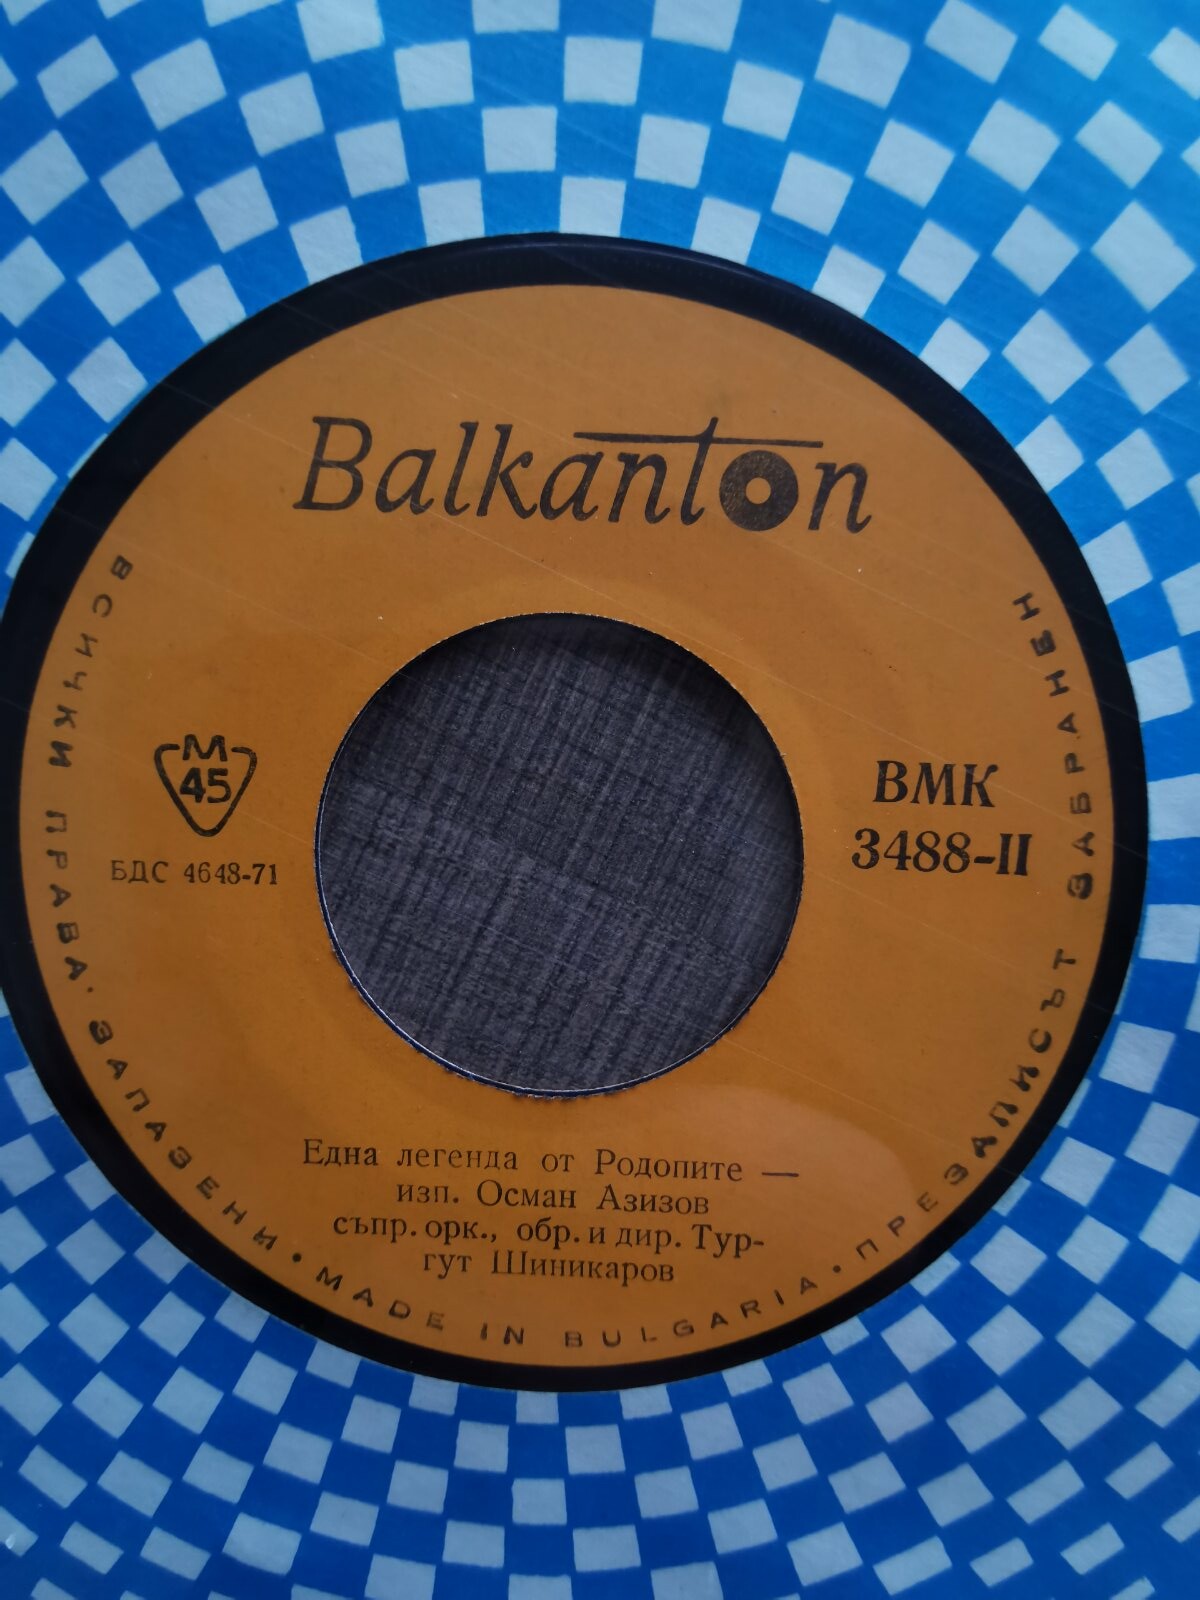 Balkanton
M
45
БДС 4648-71
ВМК
3488-II
Една легенда от Родопите —
изп. Осман Азизов
съпр. орк., обр. и дир. Тур-
гут Шиникаров
ВСИЧКИ ПРАВА ЗАПАЗЕНИ • MADE IN BULGARIA • ПРЕЗАПИСЪТ ЗАБРАНЕН